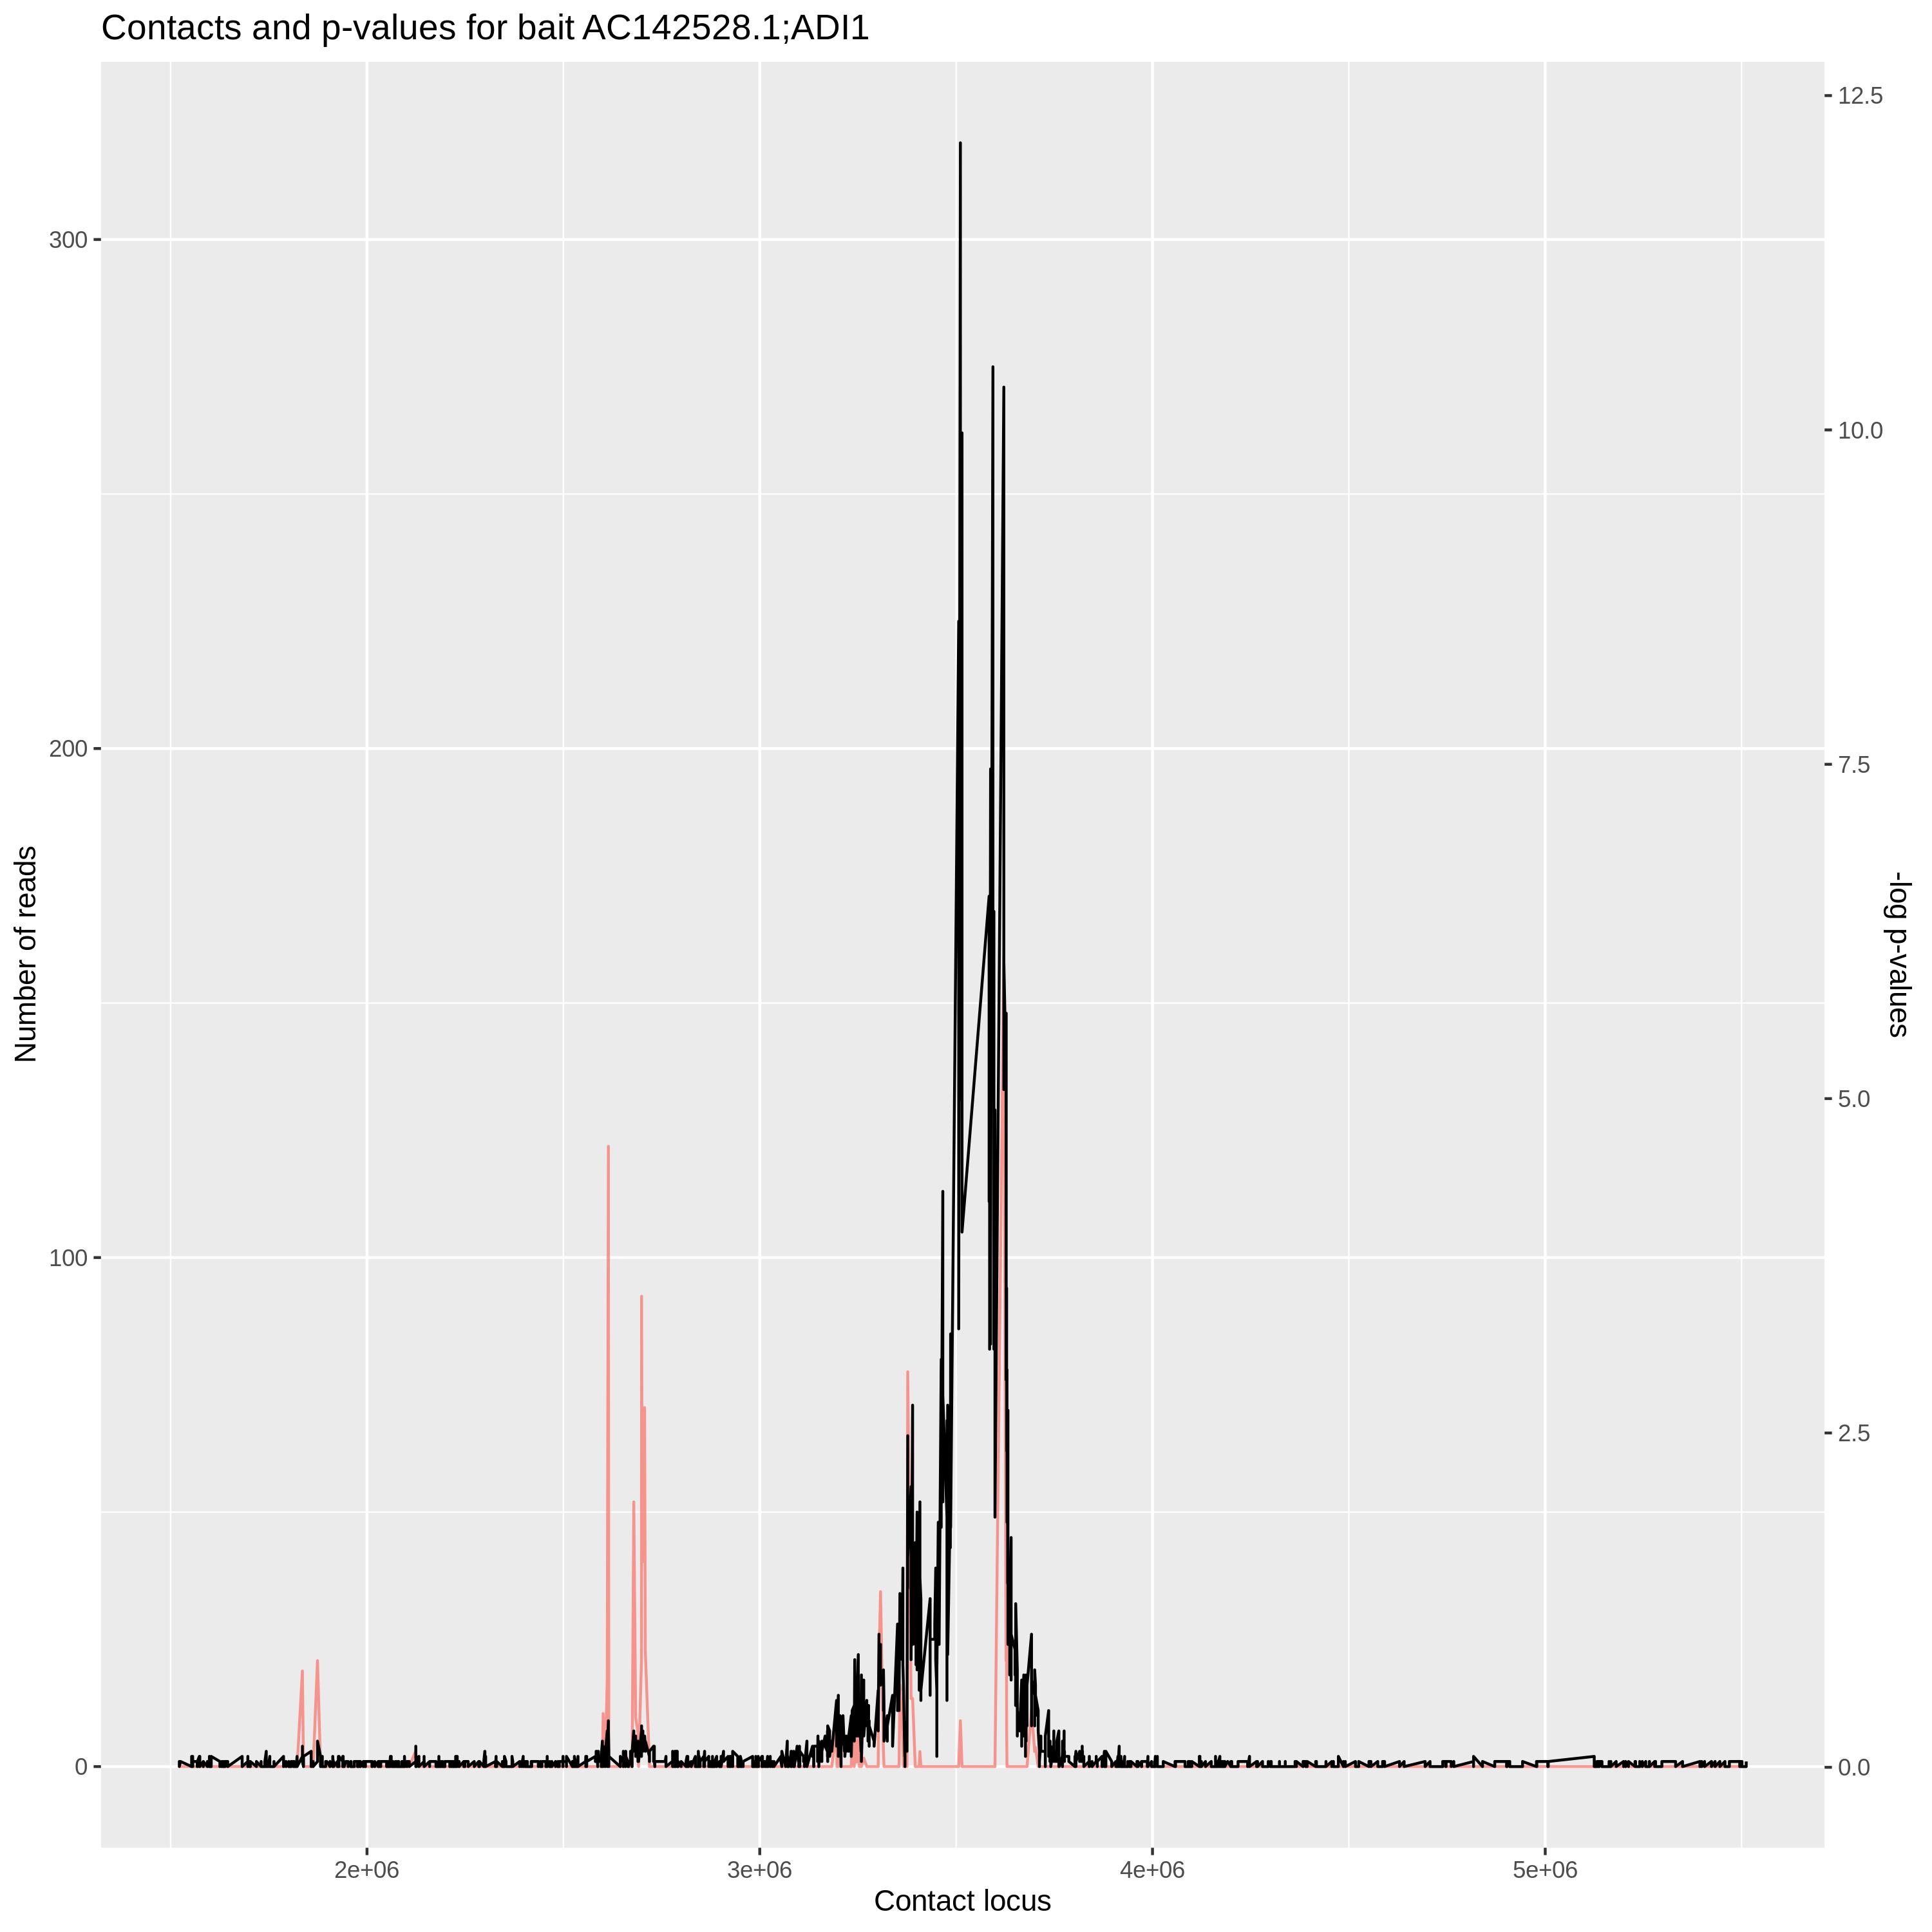 Contacts and p-values for bait AC142528.1;ADI1
300
200
100
0
Number of reads
12.5
10.0
7.5
5.0
2.5
0.0
-log p-values
2e+06
3e+06
4e+06
5e+06
Contact locus